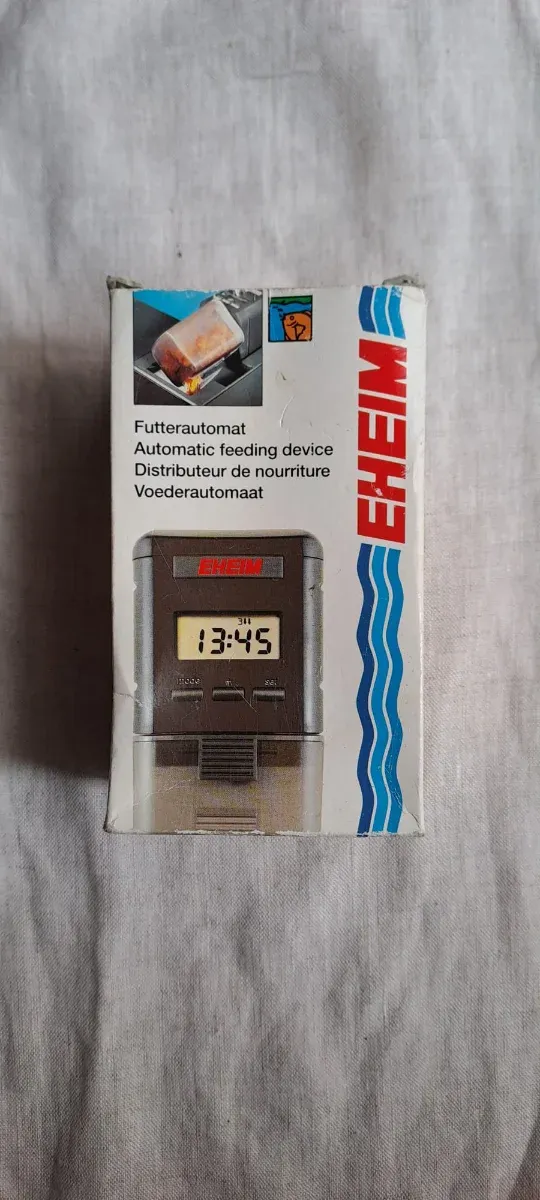 Futterautomat
Automatic feeding device
Distributeur de nourriture
Voederautomaat
EHEIM
EHEIM
13:45
mode
set